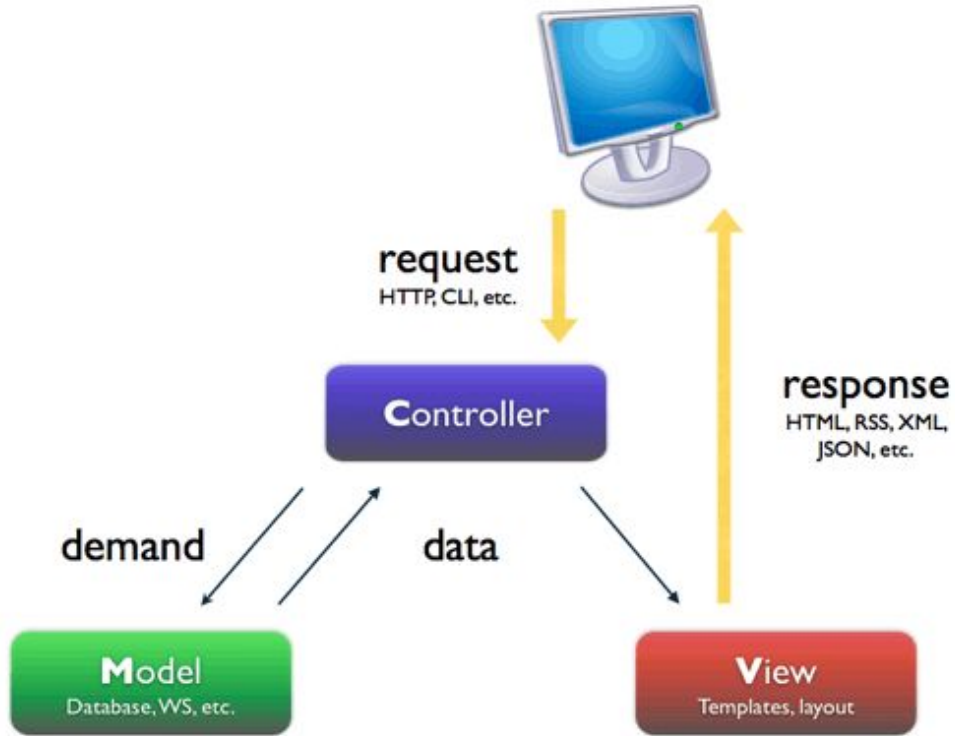 request
HTTP, CLI, etc.
Controller
response
HTML, RSS, XML,
JSON, etc.
demand
data
Model
Database, WS, etc.
View
Templates, layout